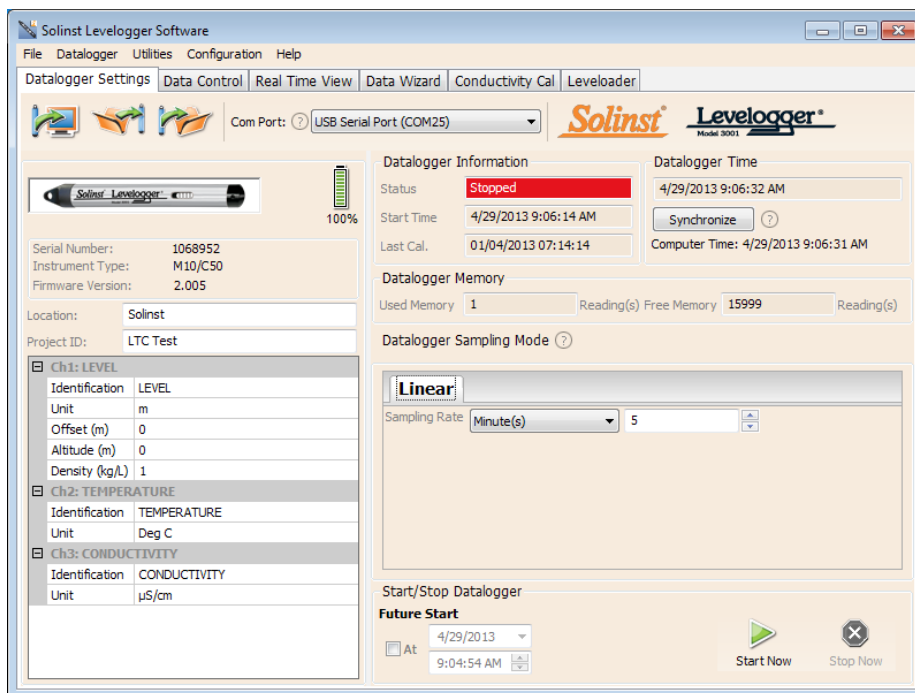 Solinst Levelogger Software
File Datalogger Utilities Configuration Help
Datalogger Settings Data Control Real Time View Data Wizard Conductivity Cal Leveloader
Com Port: ? USB Serial Port (COM25) Solinst® Levelogger®
Model 3001
Solinst Levelogger
100%
Serial Number: 1068952
Instrument Type: M10/C50
Firmware Version: 2.005
Location: Solinst
Project ID: LTC Test
Ch1: LEVEL
Identification LEVEL
Unit m
Offset (m) 0
Altitude (m) 0
Density (kg/L) 1
Ch2: TEMPERATURE
Identification TEMPERATURE
Unit Deg C
Ch3: CONDUCTIVITY
Identification CONDUCTIVITY
Unit µS/cm
Datalogger Information
Status Stopped
Start Time 4/29/2013 9:06:14 AM
Last Cal. 01/04/2013 07:14:14
Datalogger Time
4/29/2013 9:06:32 AM
Synchronize ?
Computer Time: 4/29/2013 9:06:31 AM
Datalogger Memory
Used Memory 1 Reading(s) Free Memory 15999 Reading(s)
Datalogger Sampling Mode ?
Linear
Sampling Rate Minute(s) 5
Start/Stop Datalogger
Future Start
At 4/29/2013
9:04:54 AM
Start Now Stop Now